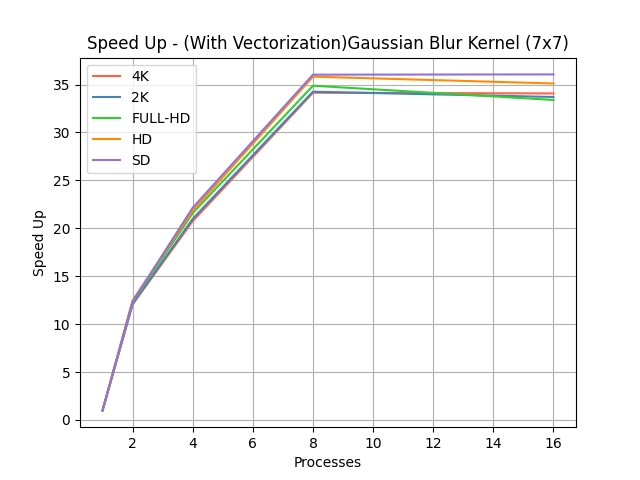 Speed Up - (With Vectorization)Gaussian Blur Kernel (7x7)
4K
2K
FULL-HD
HD
SD
Speed Up
35
30
25
20
15
10
5
0
2 4 6 8 10 12 14 16
Processes